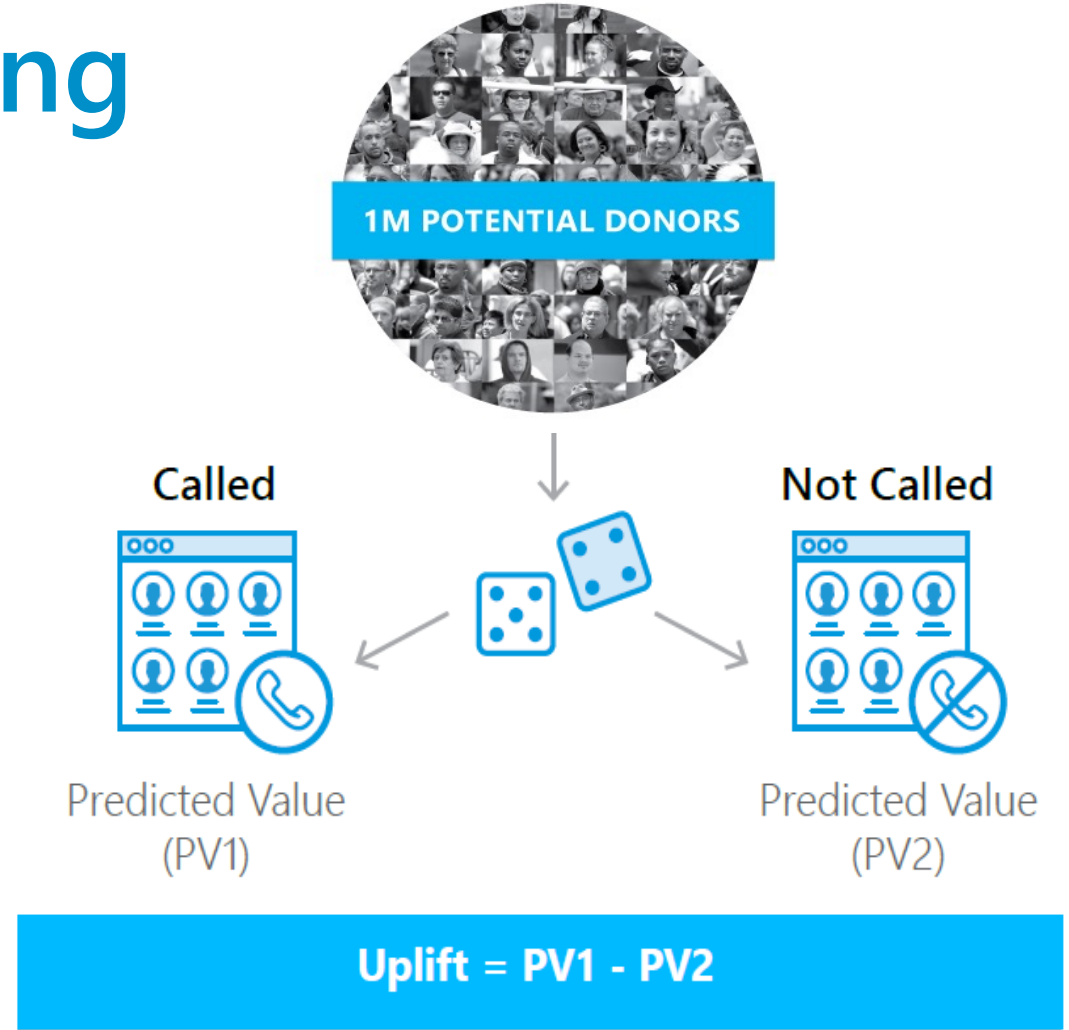 ng
1M POTENTIAL DONORS
Called
Not Called
Predicted Value
(PV1)
Predicted Value
(PV2)
Uplift = PV1 - PV2